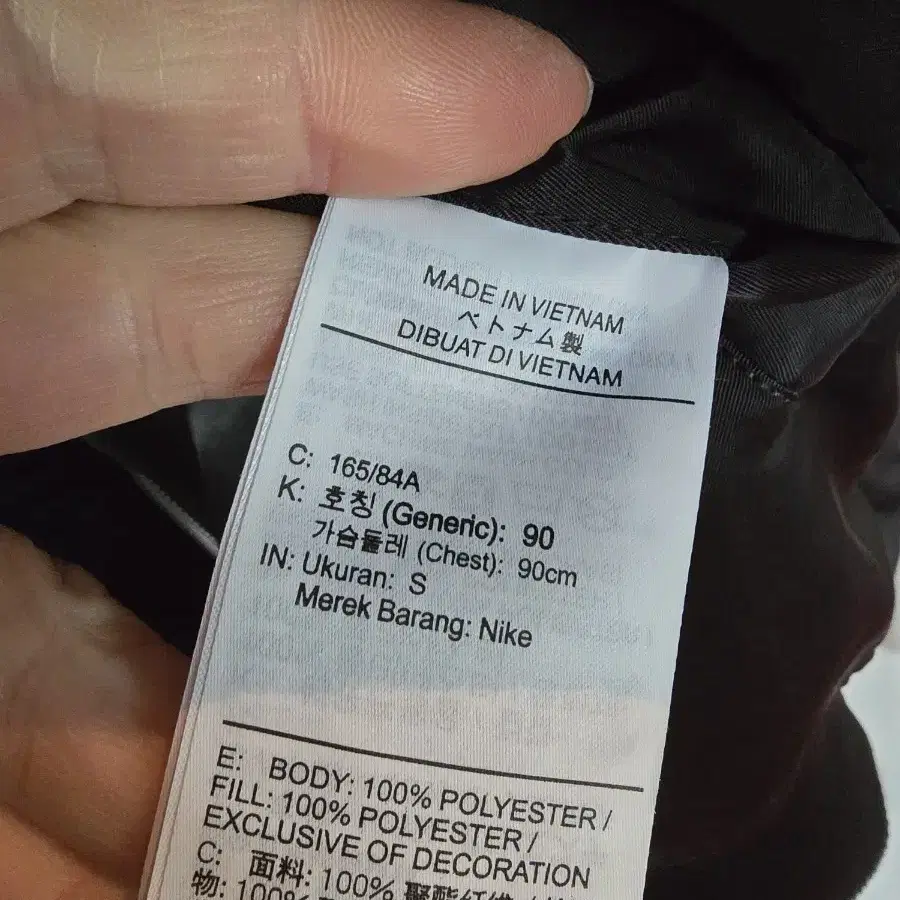 MADE IN VIETNAM
ベトナム製
DIBUAT DI VIETNAM
C: 165/84A
K: 호칭 (Generic): 90
가슴둘레 (Chest): 90cm
IN: Ukuran: S
Merek Barang: Nike
E: BODY: 100% POLYESTER /
FILL: 100% POLYESTER /
EXCLUSIVE OF DECORATION
C: 面料: 100% 聚酯纤维
物: 100%